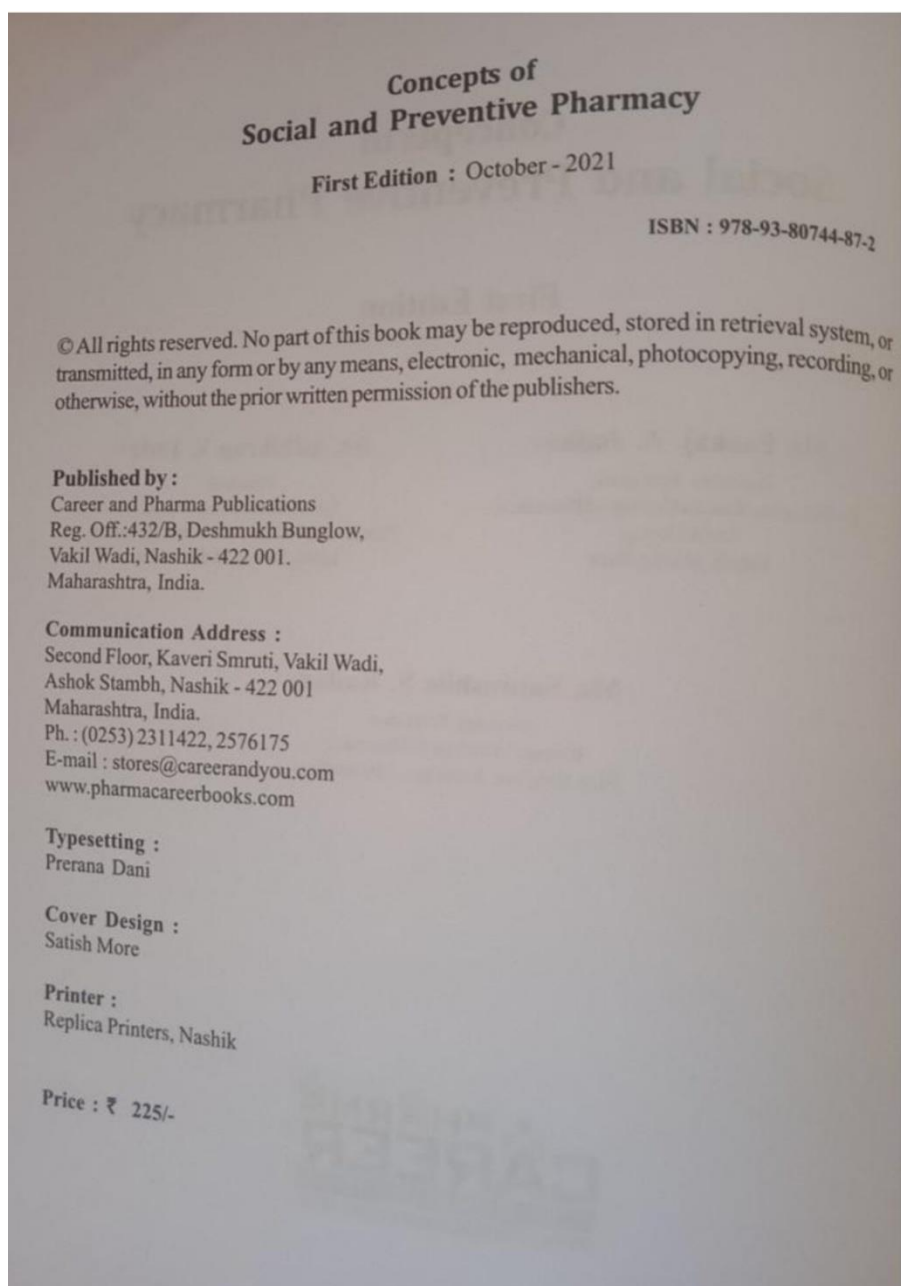 Concepts of
Social and Preventive Pharmacy
First Edition : October - 2021
ISBN : 978-93-80744-87-2
© All rights reserved. No part of this book may be reproduced, stored in retrieval system, or
transmitted, in any form or by any means, electronic, mechanical, photocopying, recording, or
otherwise, without the prior written permission of the publishers.
Published by :
Career and Pharma Publications
Reg. Off.:432/B, Deshmukh Bunglow,
Vakil Wadi, Nashik - 422 001.
Maharashtra, India.
Communication Address :
Second Floor, Kaveri Smruti, Vakil Wadi,
Ashok Stambh, Nashik - 422 001
Maharashtra, India.
Ph. : (0253) 2311422, 2576175
E-mail : stores@careerandyou.com
www.pharmacareerbooks.com
Typesetting :
Prerana Dani
Cover Design :
Satish More
Printer :
Replica Printers, Nashik
Price : ₹ 225/-